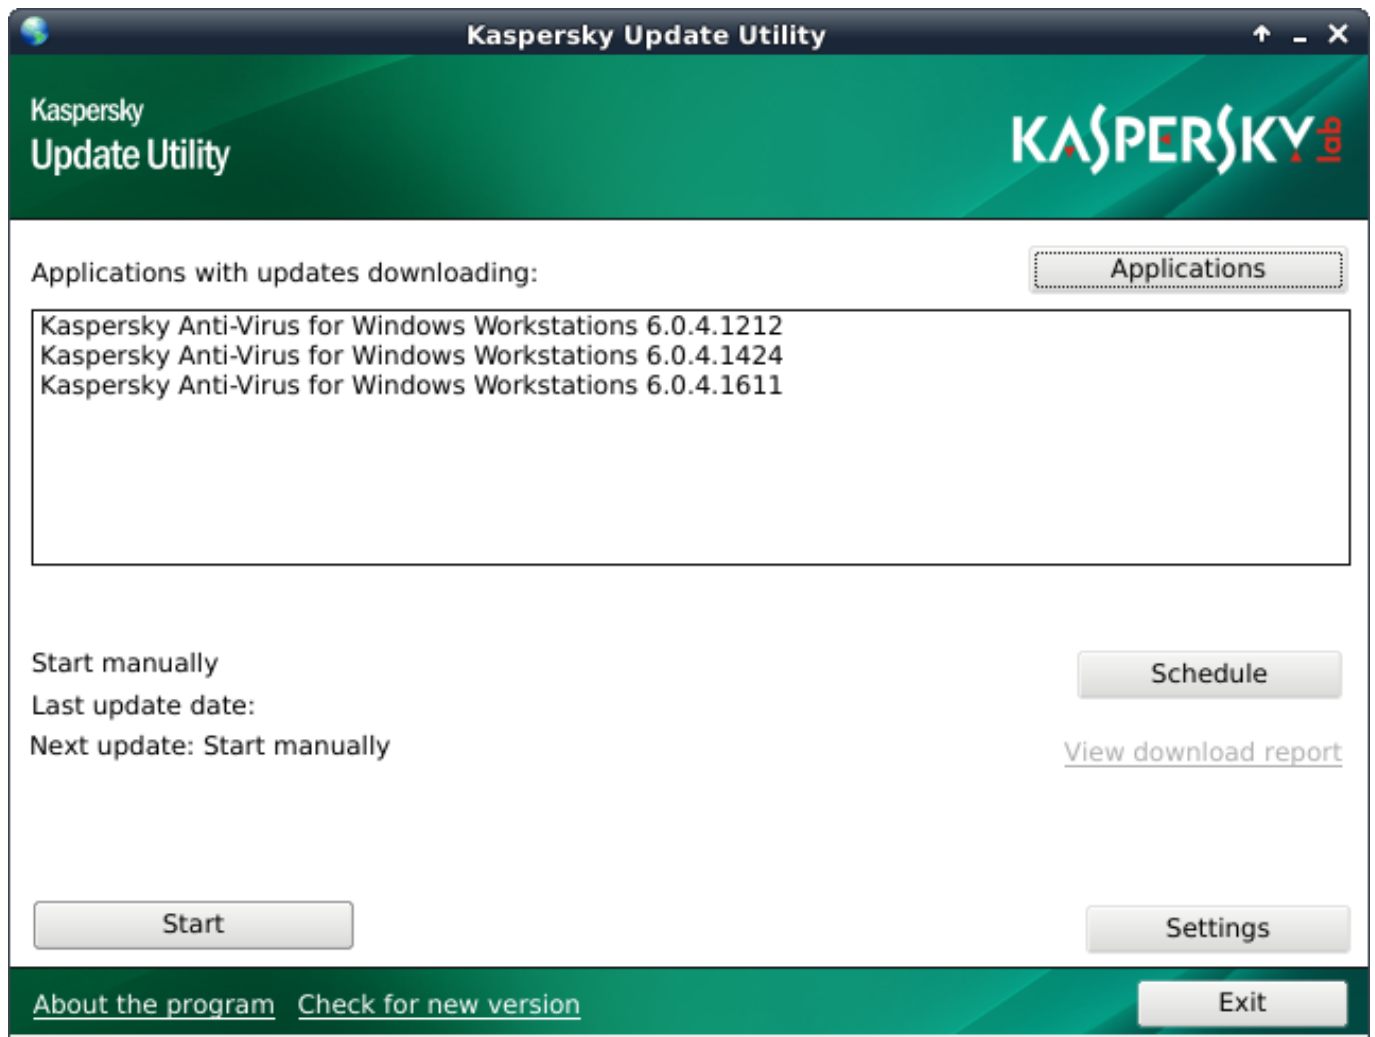 Kaspersky Update Utility
Kaspersky
Update Utility
KASPERSKY lab
Applications with updates downloading:
Applications
Kaspersky Anti-Virus for Windows Workstations 6.0.4.1212
Kaspersky Anti-Virus for Windows Workstations 6.0.4.1424
Kaspersky Anti-Virus for Windows Workstations 6.0.4.1611
Start manually
Schedule
Last update date:
Next update: Start manually
View download report
Start
Settings
About the program Check for new version
Exit